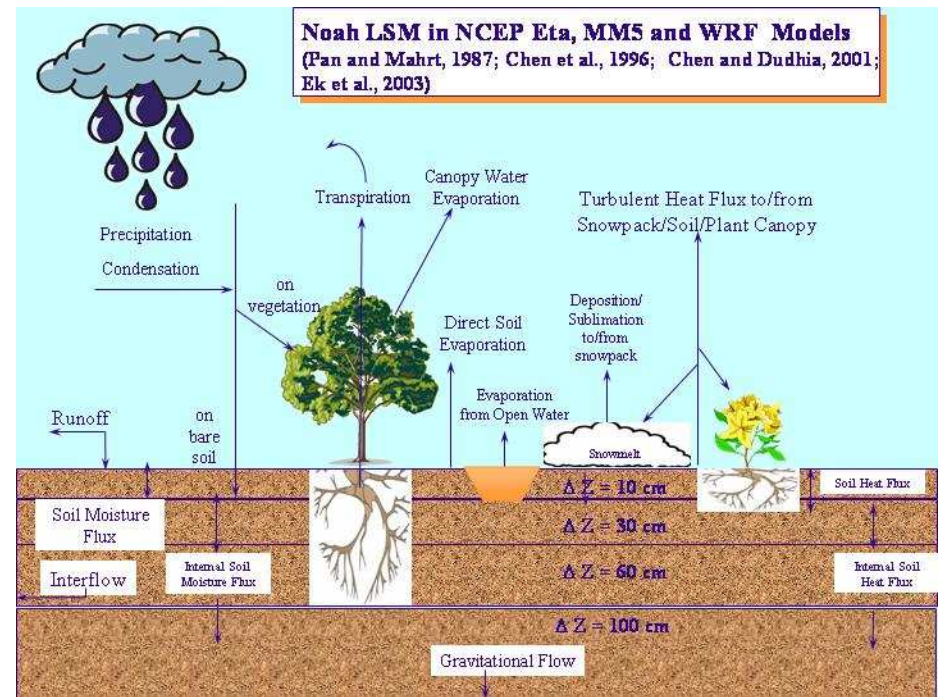 Noah LSM in NCEP Eta, MM5 and WRF Models
(Pan and Mahrt, 1987; Chen et al., 1996; Chen and Dudhia, 2001;
Ek et al., 2003)
Precipitation
Condensation
on
vegetation
on
bare
soil
Runoff
Transpiration
Canopy Water
Evaporation
Direct Soil
Evaporation
Evaporation
from Open Water
Deposition/
Sublimation
to/from
snowpack
Turbulent Heat Flux to/from
Snowpack/Soil/Plant Canopy
Snowmelt
Δ Z = 10 cm
Soil Heat Flux
Soil Moisture
Flux
Δ Z = 30 cm
Interflow
Internal Soil
Moisture Flux
Δ Z = 60 cm
Internal Soil
Heat Flux
Δ Z = 100 cm
Gravitational Flow